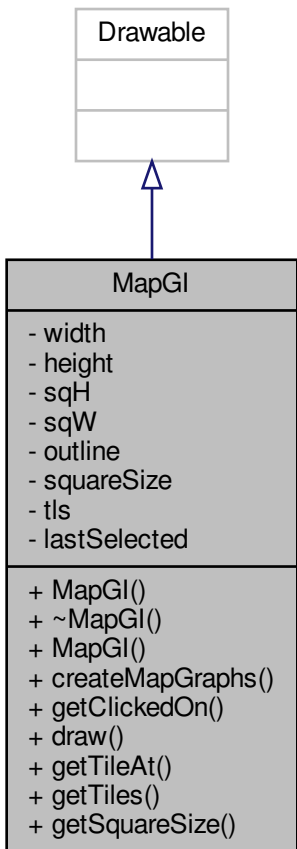 Drawable
MapGI
- width
- height
- sqH
- sqW
- outline
- squareSize
- tls
- lastSelected
+ MapGI()
+ ~MapGI()
+ MapGI()
+ createMapGraphs()
+ getClickedOn()
+ draw()
+ getTileAt()
+ getTiles()
+ getSquareSize()